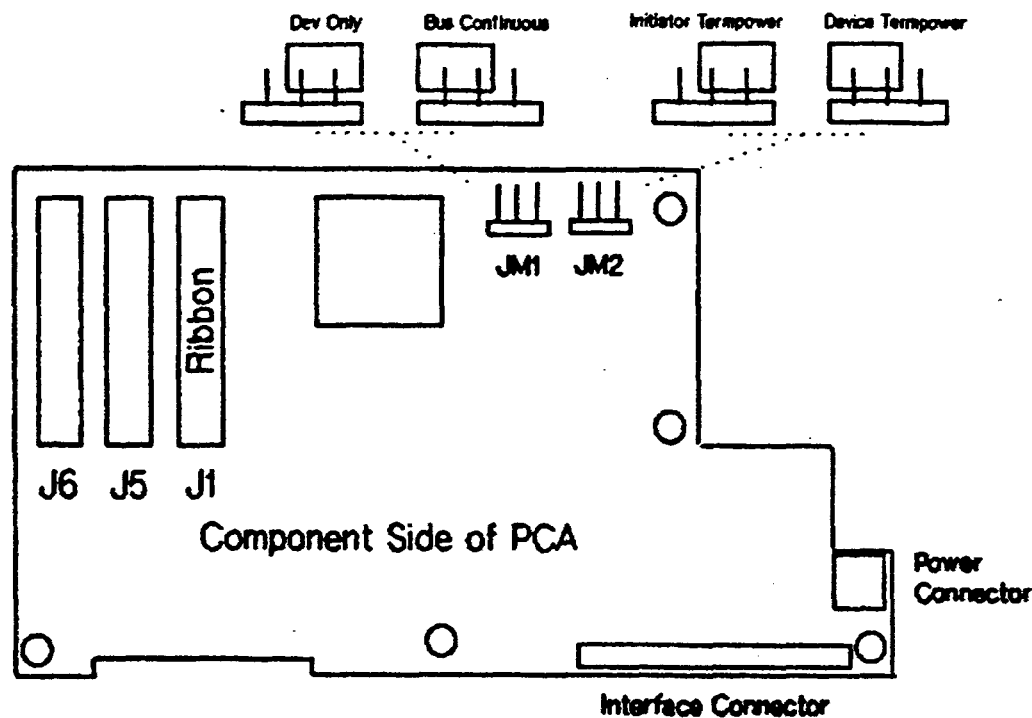 Dev Only
Bus Continuous
Initiator Termpower
Device Termpower
JM1
JM2
Ribbon
J6
J5
J1
Component Side of PCA
Power
Connector
Interface Connector